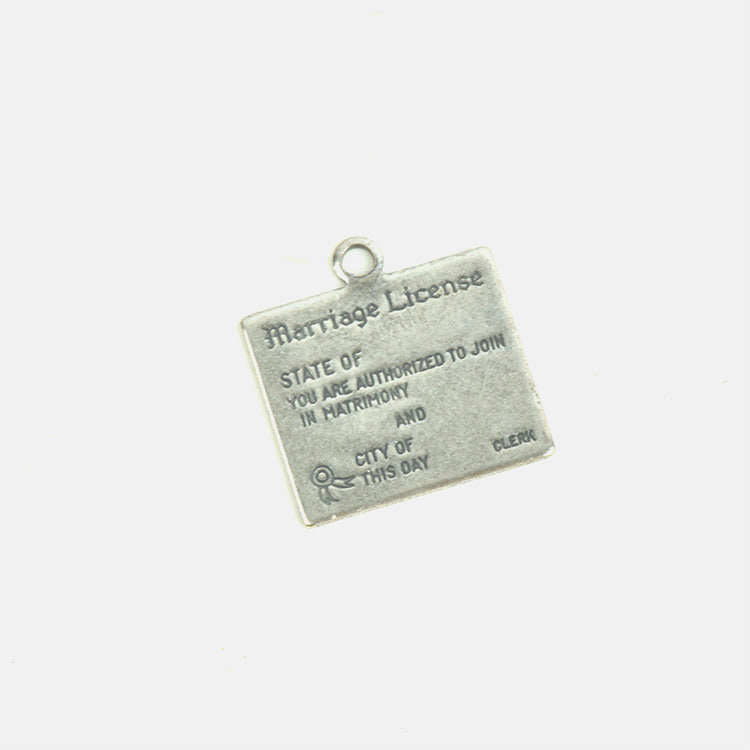 Marriage License
STATE OF
YOU ARE AUTHORIZED TO JOIN
IN MATRIMONY
AND
CITY OF
THIS DAY
CLERK